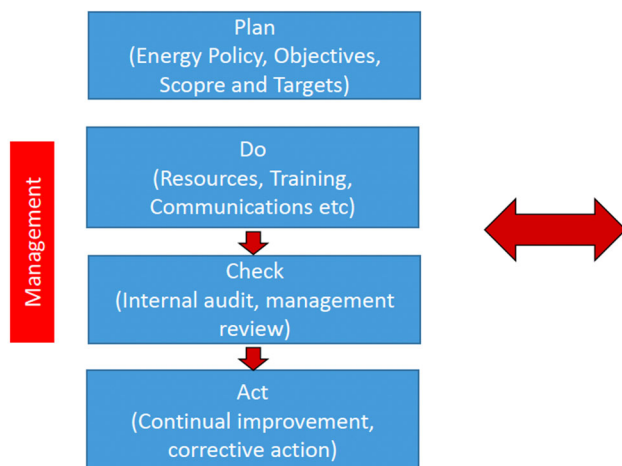 Plan
(Energy Policy, Objectives,
Scopre and Targets)
Do
(Resources, Training,
Communications etc)
Management
Check
(Internal audit, management
review)
Act
(Continual improvement,
corrective action)